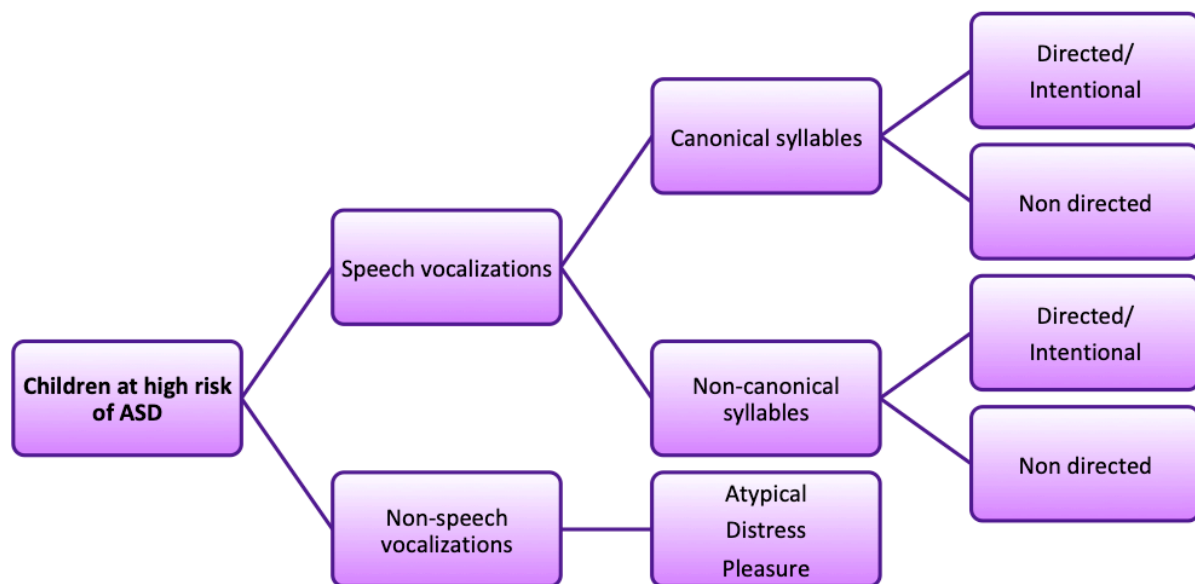 Children at high risk
of ASD
Speech vocalizations
Canonical syllables
Directed/
Intentional
Non directed
Non-canonical
syllables
Directed/
Intentional
Non directed
Non-speech
vocalizations
Atypical
Distress
Pleasure